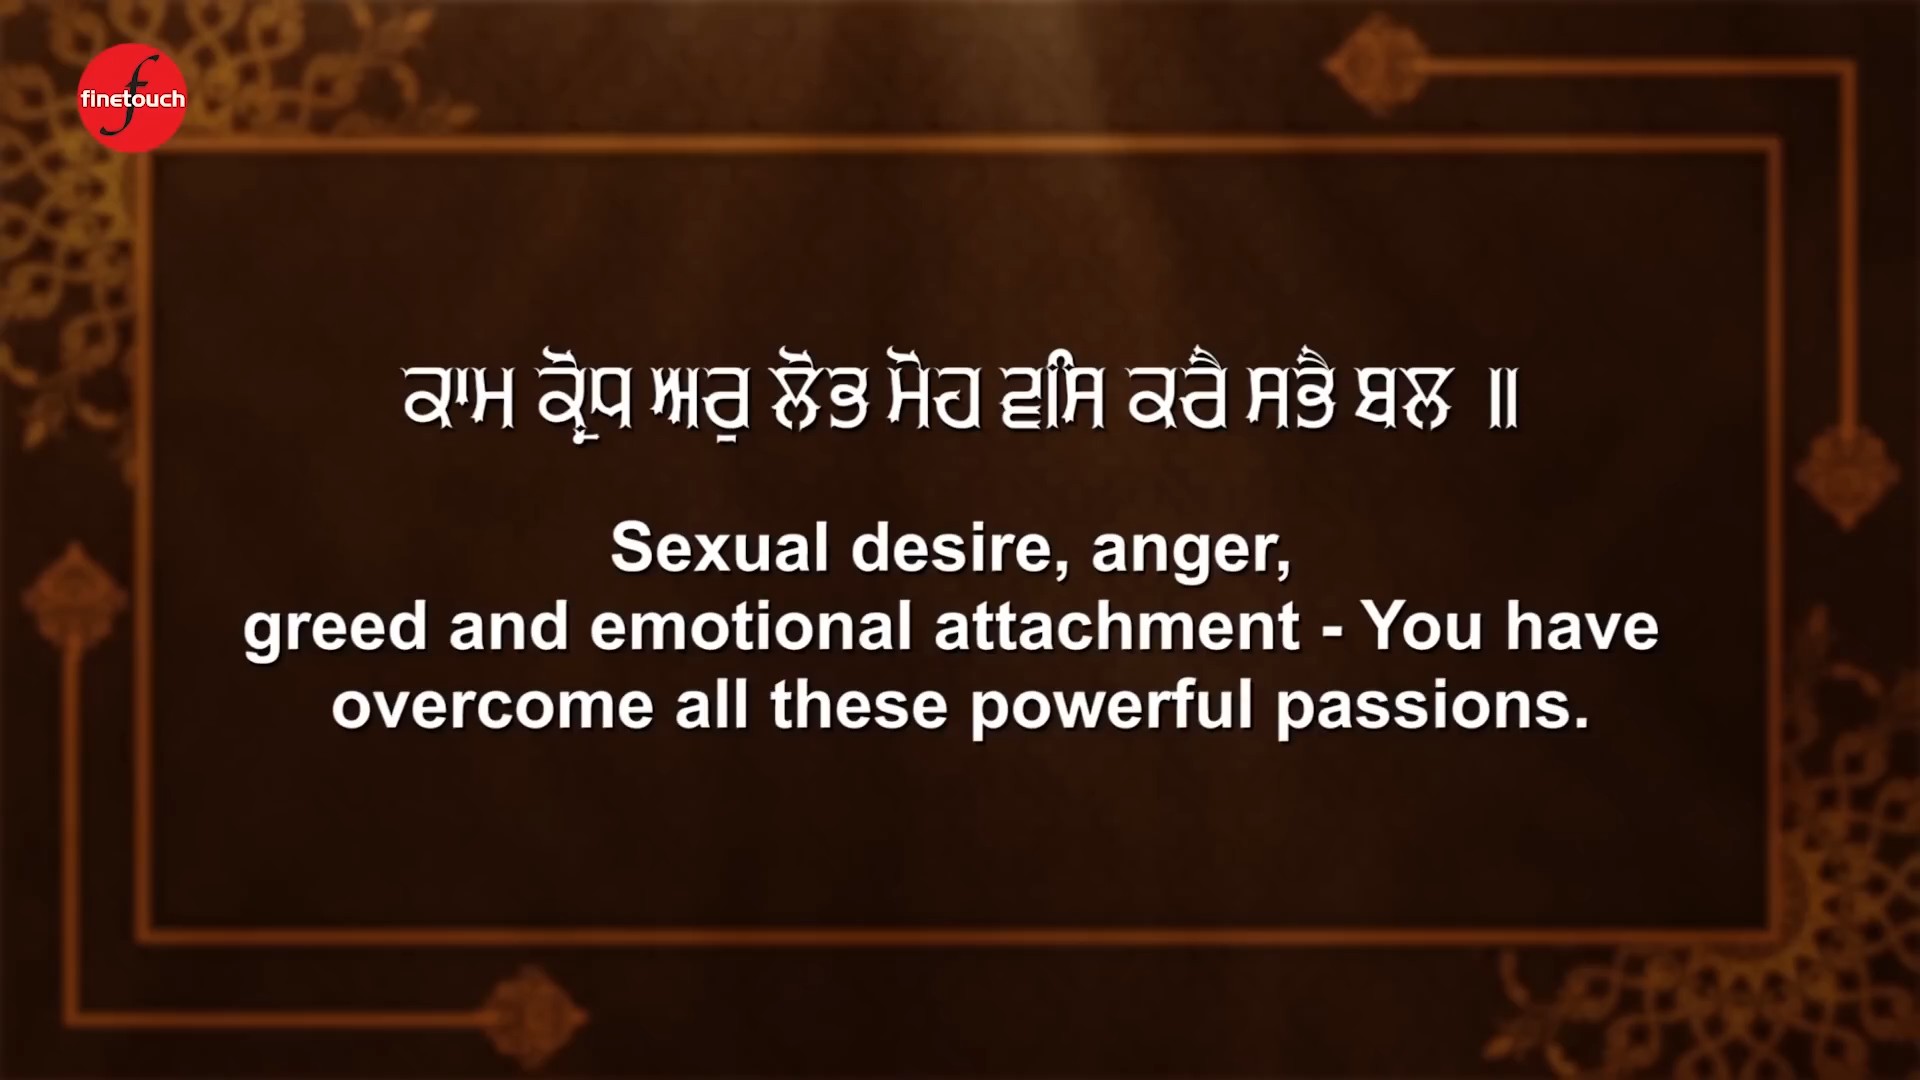 finetouch
ਕਾਮ ਕ੍ਰੋਧ ਅਰੁ ਲੋਭ ਮੋਹ ਵਸਿ ਕਰੈ ਸਭੈ ਬਲ ॥
Sexual desire, anger,
greed and emotional attachment - You have
overcome all these powerful passions.